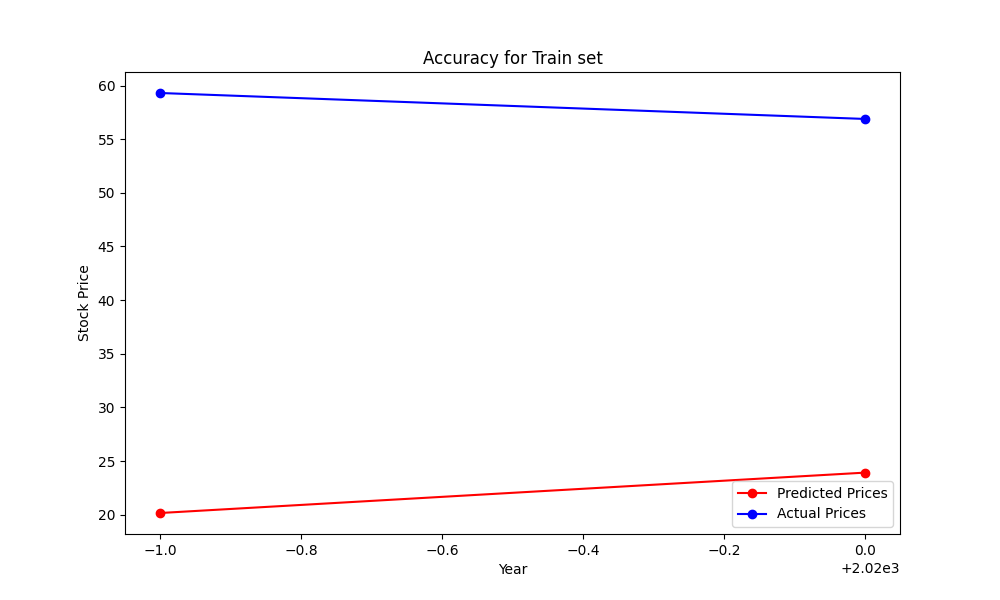 Accuracy for Train set
60
55
50
45
40
35
30
25
20
Stock Price
Predicted Prices
Actual Prices
−1.0 −0.8 −0.6 −0.4 −0.2 0.0
Year
+2.02e3